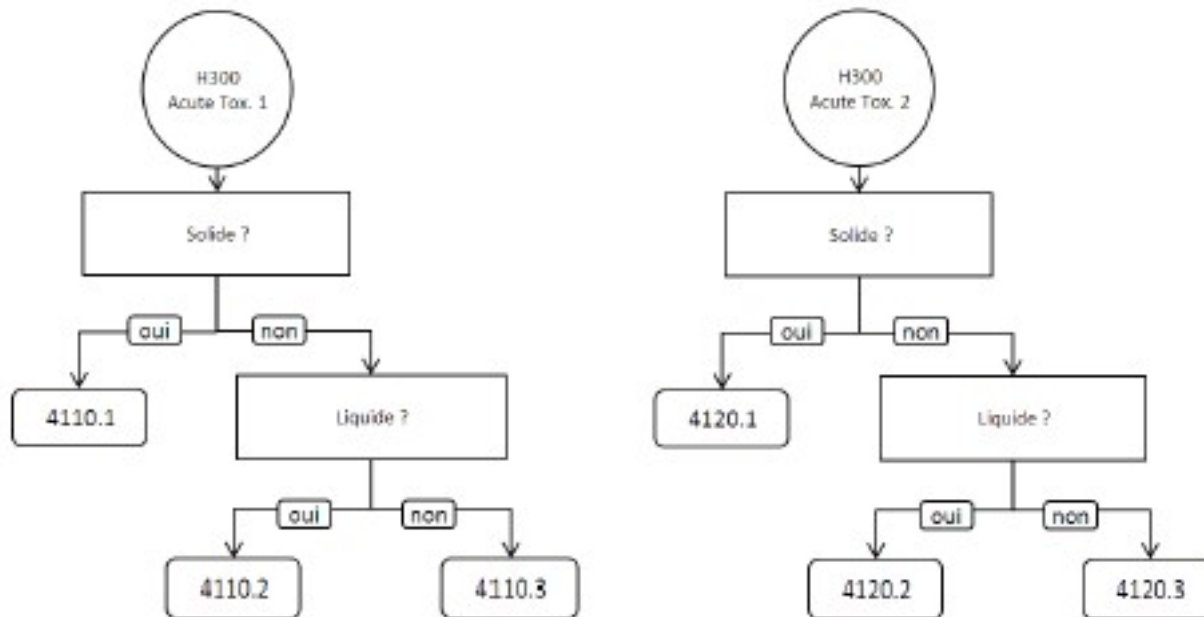 H300
Acute Tox. 1
Solide ?
oui
non
4110.1
Liquide ?
oui
non
4110.2
4110.3
H300
Acute Tox. 2
Solide ?
oui
non
4120.1
Liquide ?
oui
non
4120.2
4120.3